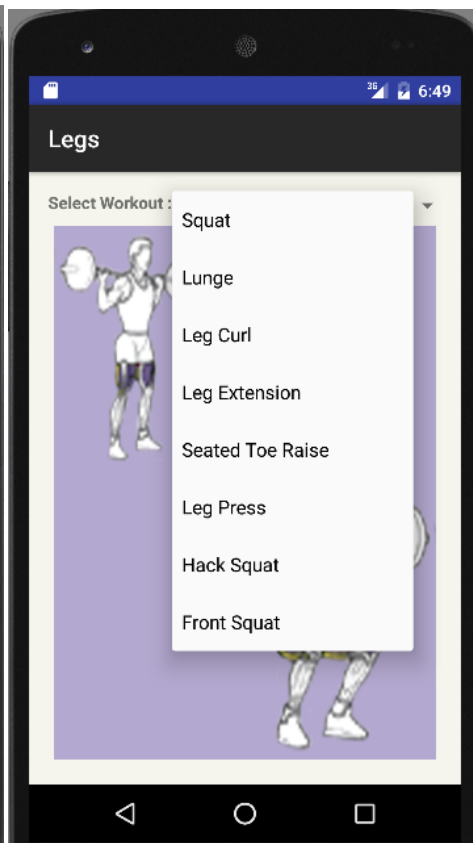 3G 6:49
Legs
Select Workout :
Squat
Lunge
Leg Curl
Leg Extension
Seated Toe Raise
Leg Press
Hack Squat
Front Squat